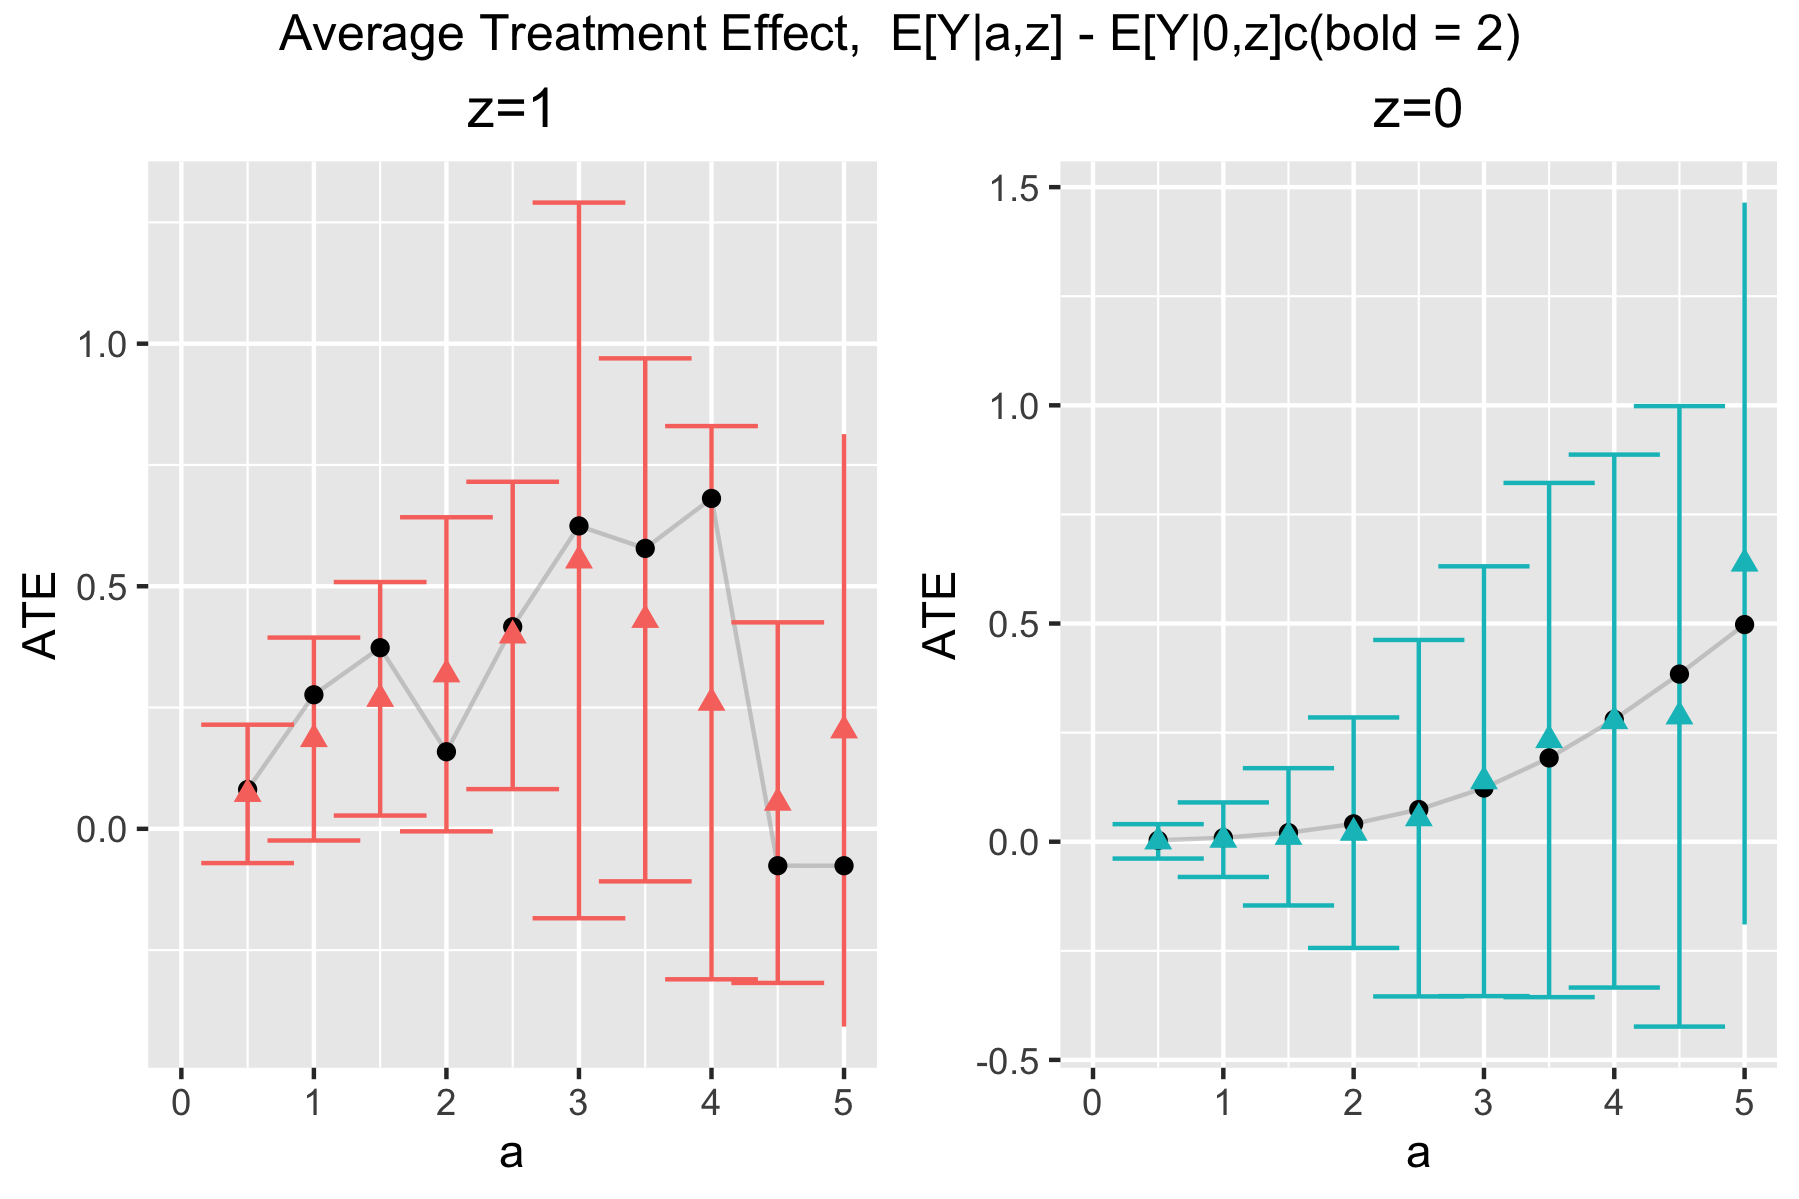 Average Treatment Effect,  E[Y|a,z] - E[Y|0,z]c(bold = 2)
z=1
z=0
ATE
1.0
0.5
0.0
0 1 2 3 4 5
a
ATE
1.5
1.0
0.5
0.0
-0.5
0 1 2 3 4 5
a